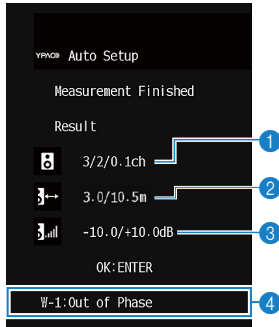 YPAO Auto Setup
Measurement Finished
Result
3/2/0.1ch
1
3.0/10.5m
2
-10.0/+10.0dB
3
OK:ENTER
W-1:Out of Phase
4